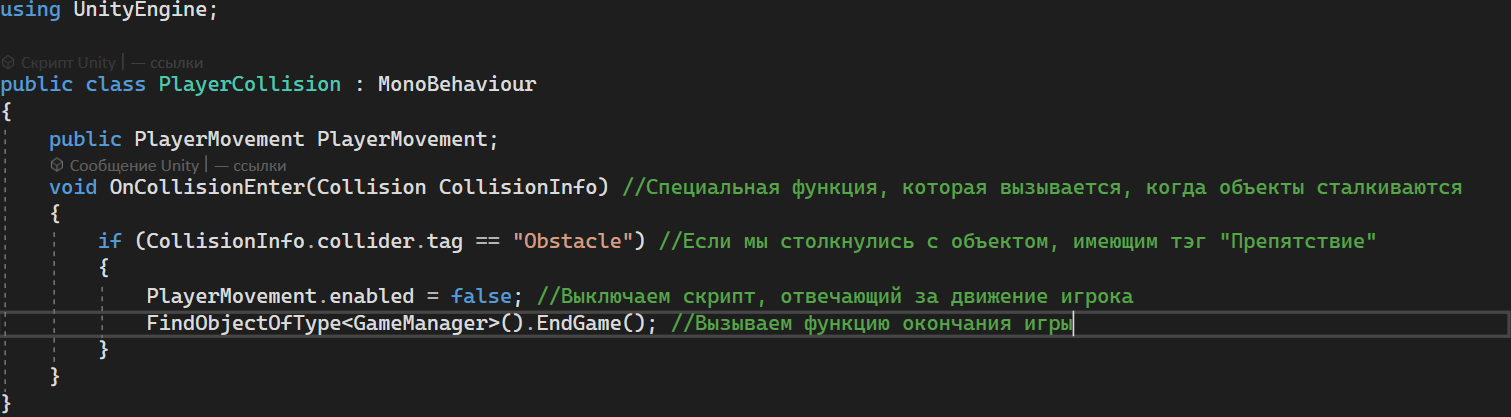 using UnityEngine;
Скрипт Unity | — ссылки
public class PlayerCollision : MonoBehaviour
{
public PlayerMovement PlayerMovement;
Сообщение Unity | — ссылки
void OnCollisionEnter(Collision CollisionInfo) //Специальная функция, которая вызывается, когда объекты сталкиваются
{
if (CollisionInfo.collider.tag == "Obstacle") //Если мы столкнулись с объектом, имеющим тэг "Препятствие"
{
PlayerMovement.enabled = false; //Выключаем скрипт, отвечающий за движение игрока
FindObjectOfType<GameManager>().EndGame(); //Вызываем функцию окончания игры
}
}
}